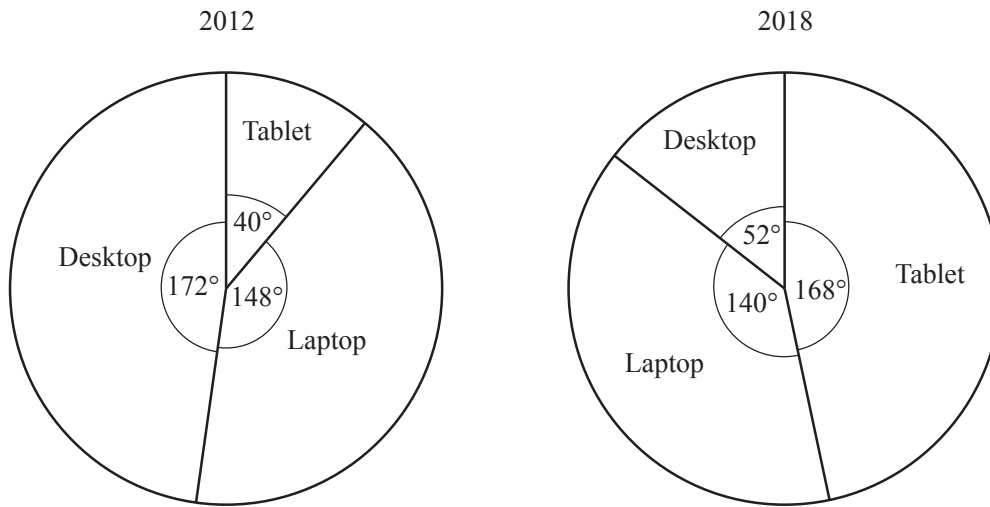 2012
Tablet
40°
Desktop
172°
148°
Laptop
2018
Desktop
52°
Tablet
140°
168°
Laptop